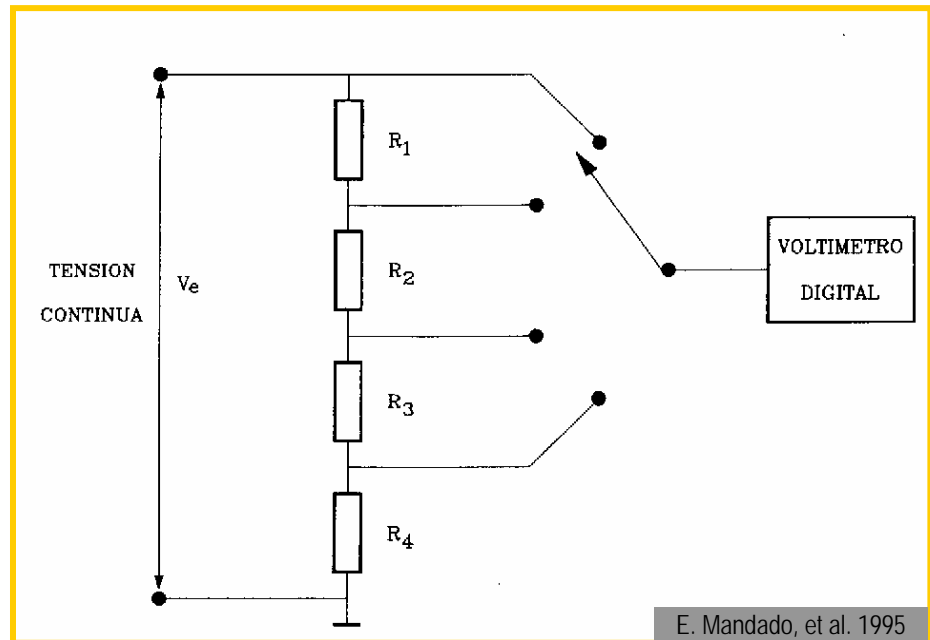 R1
R2
TENSION
CONTINUA
Ve
VOLTIMETRO
DIGITAL
R3
R4
E. Mandado, et al. 1995